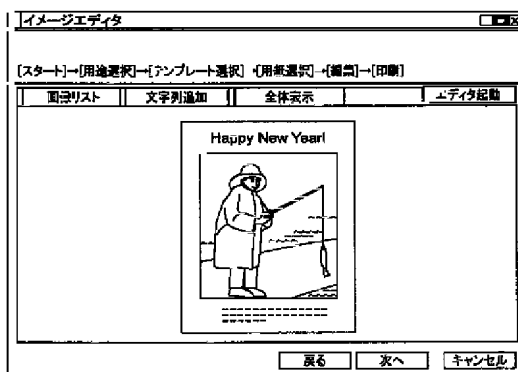 イメージエディタ
[スタート]→[用途選択]→[テンプレート選択]→[用紙選択]→[編集]→[印刷]
画像リスト 文字列追加 全体表示 エディタ起動
Happy New Year!
戻る 次へ キャンセル